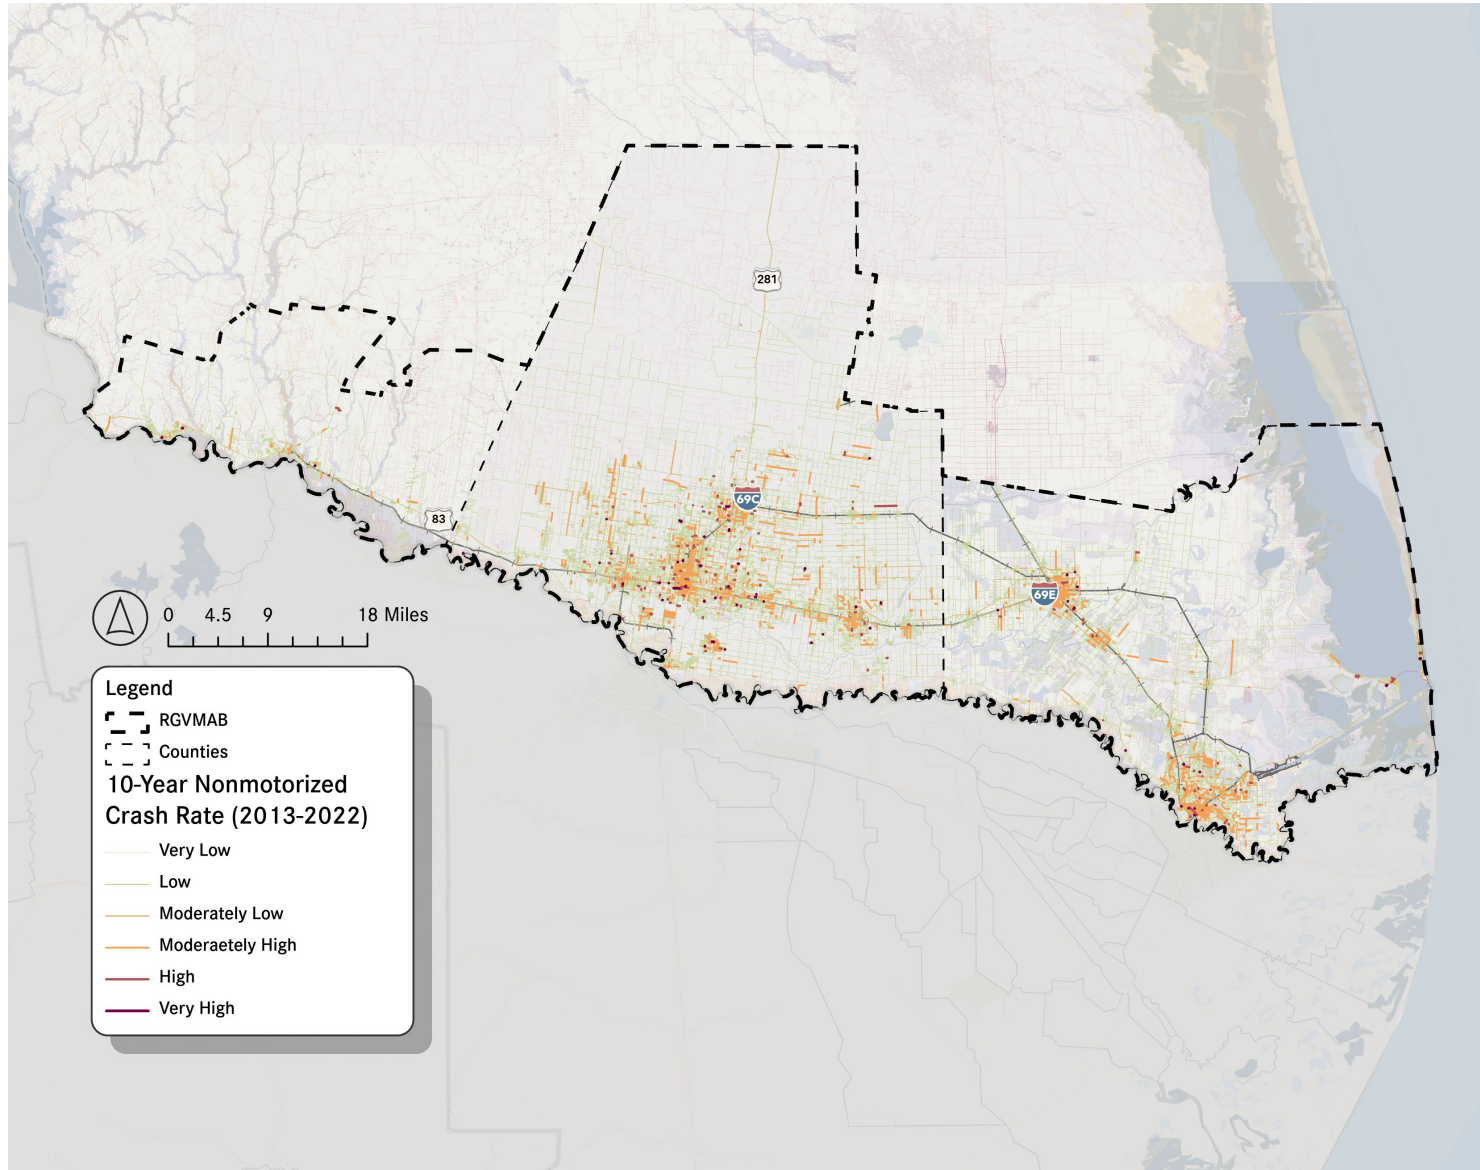 281
69C
83
69E
0 4.5 9 18 Miles
Legend
RGVMAB
Counties
10-Year Nonmotorized
Crash Rate (2013-2022)
Very Low
Low
Moderately Low
Moderaetely High
High
Very High